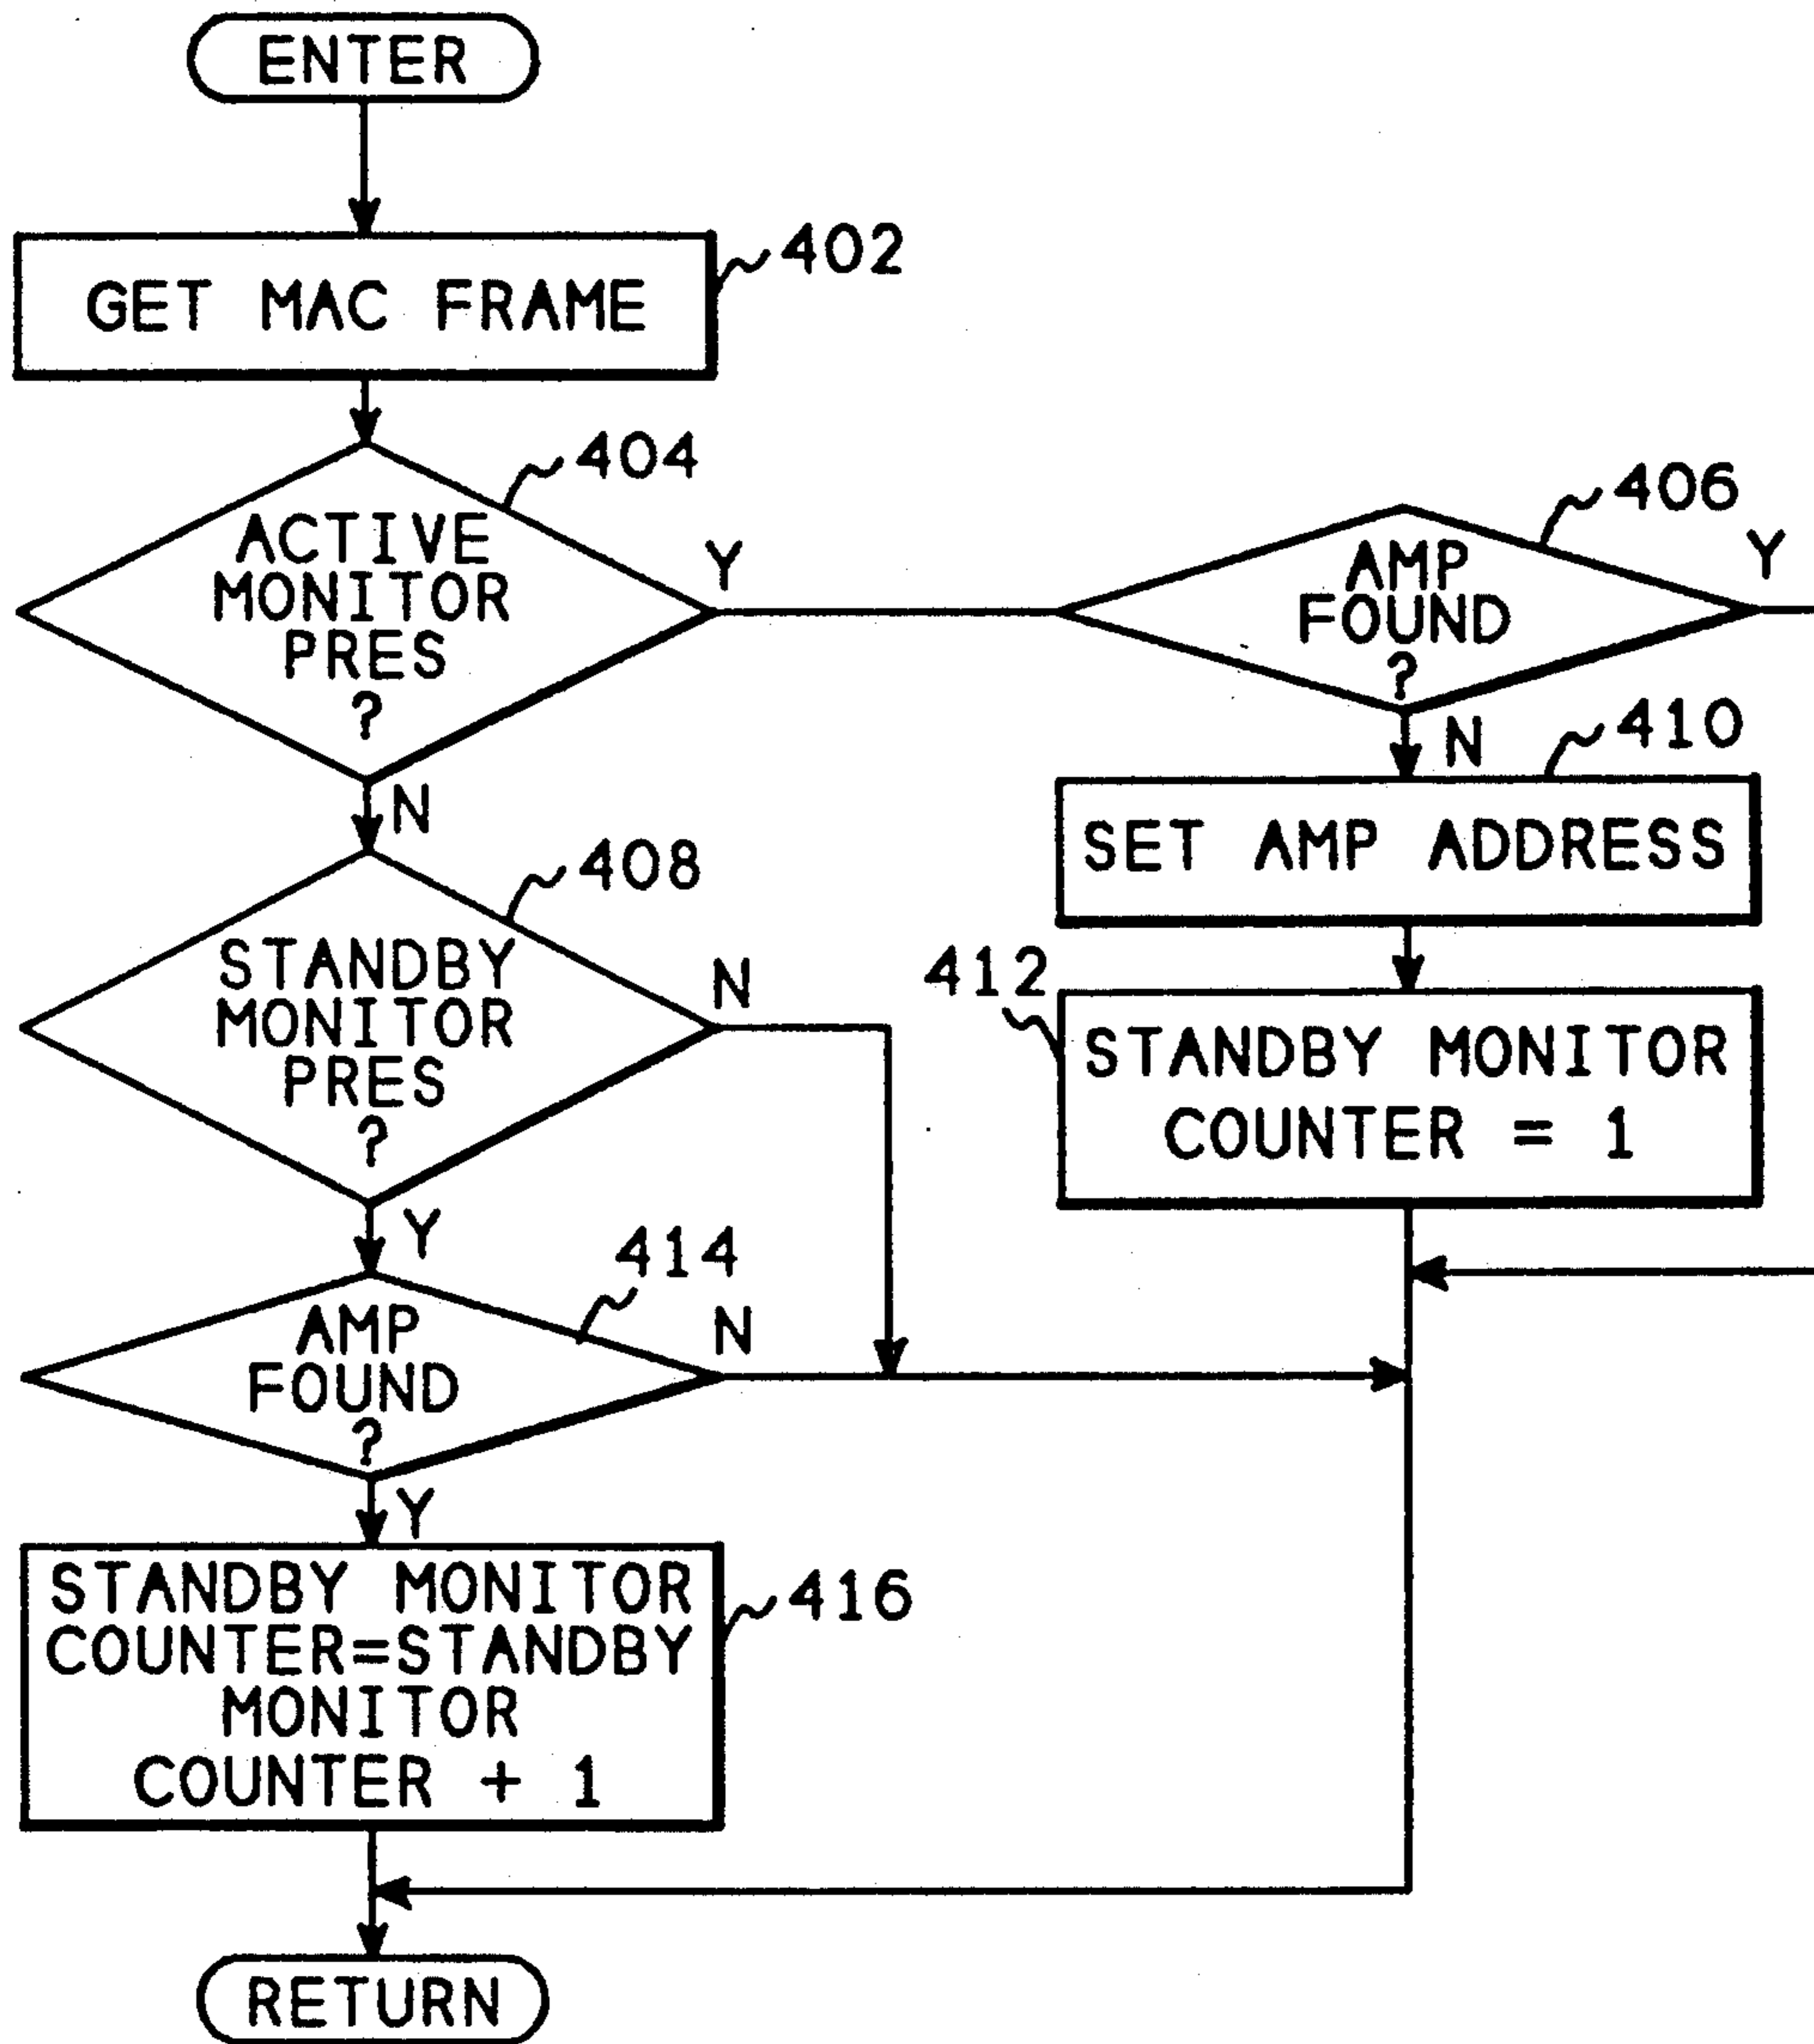 ENTER
GET MAC FRAME
402
404
ACTIVE
MONITOR
PRES
?
Y
N
406
AMP
FOUND
?
Y
N
410
SET AMP ADDRESS
412
STANDBY MONITOR
COUNTER = 1
408
STANDBY
MONITOR
PRES
?
N
Y
414
AMP
FOUND
?
N
Y
STANDBY MONITOR
COUNTER=STANDBY
MONITOR
COUNTER + 1
416
RETURN